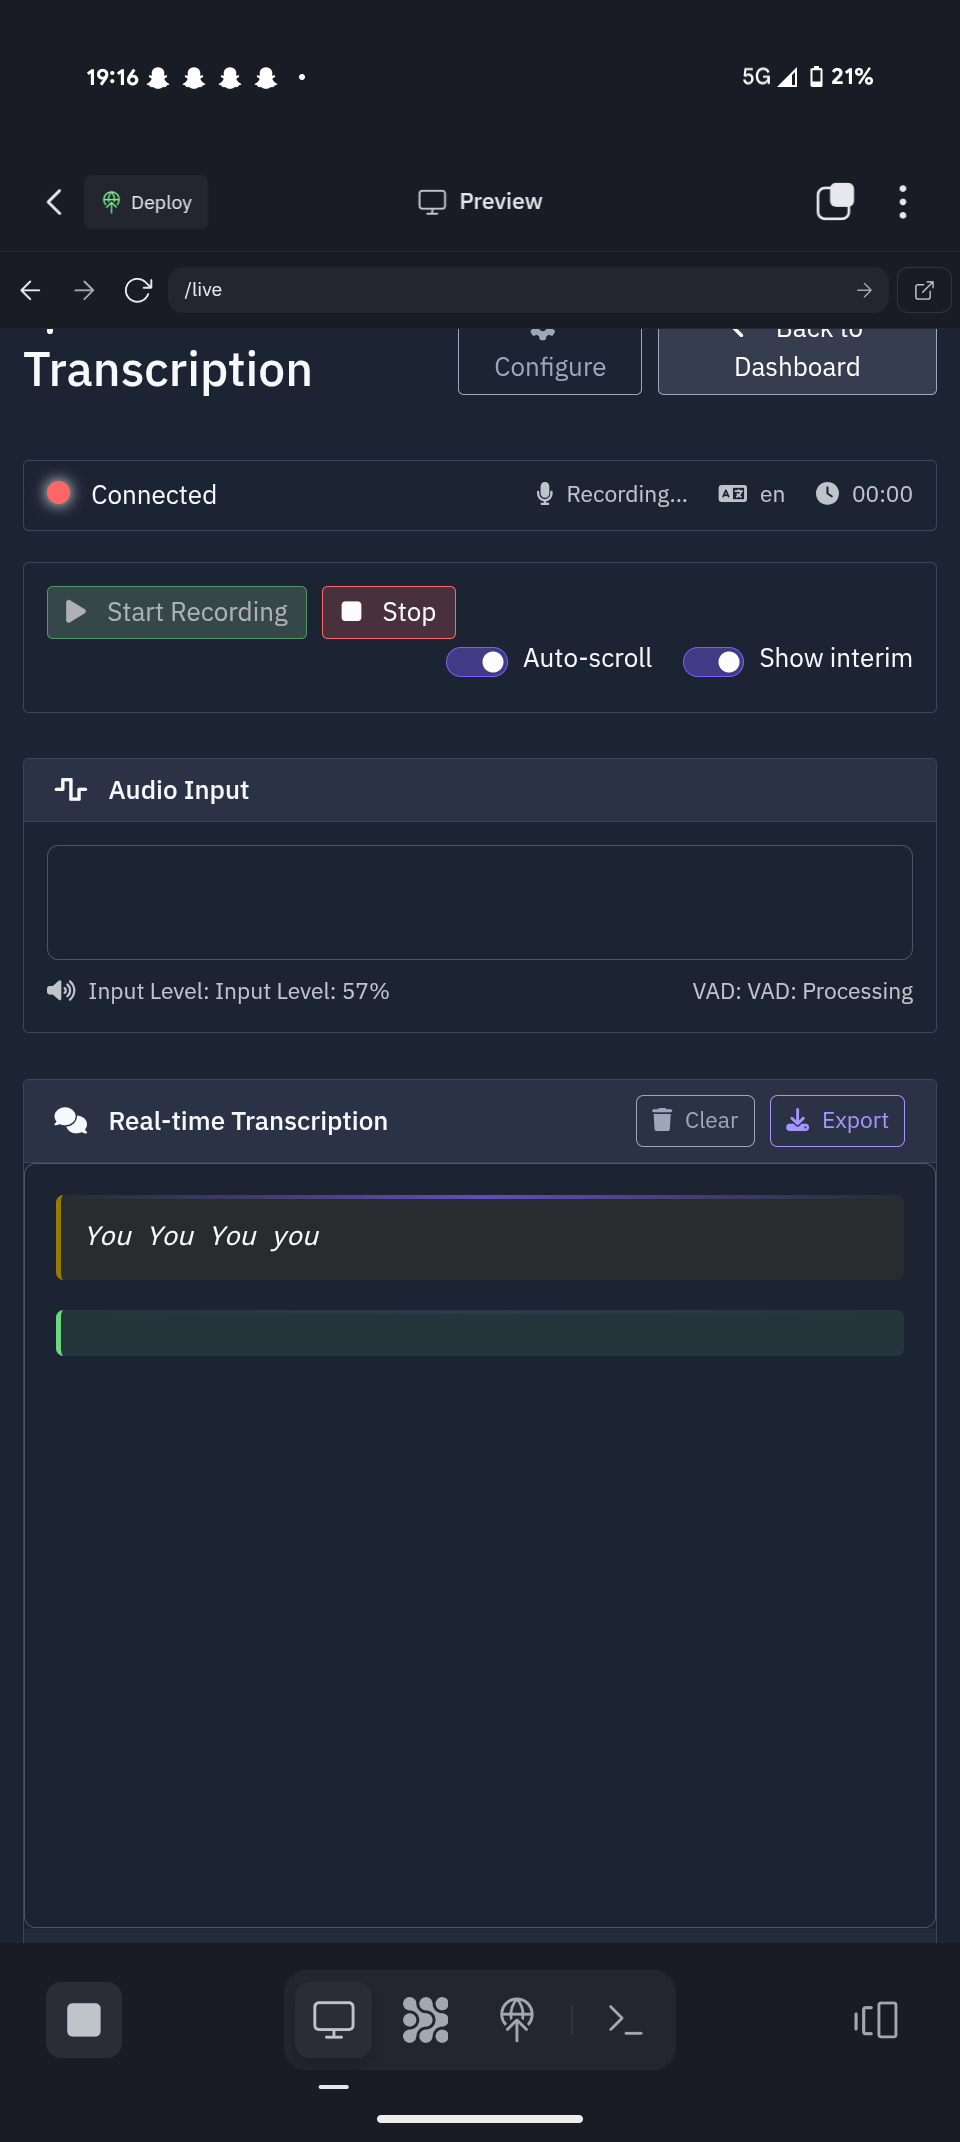 19:16
5G 21%
Deploy
Preview
/live
Transcription
Configure
Back to
Dashboard
Connected
Recording...
en
00:00
Start Recording
Stop
Auto-scroll
Show interim
Audio Input
Input Level: Input Level: 57%
VAD: VAD: Processing
Real-time Transcription
Clear
Export
You You You you